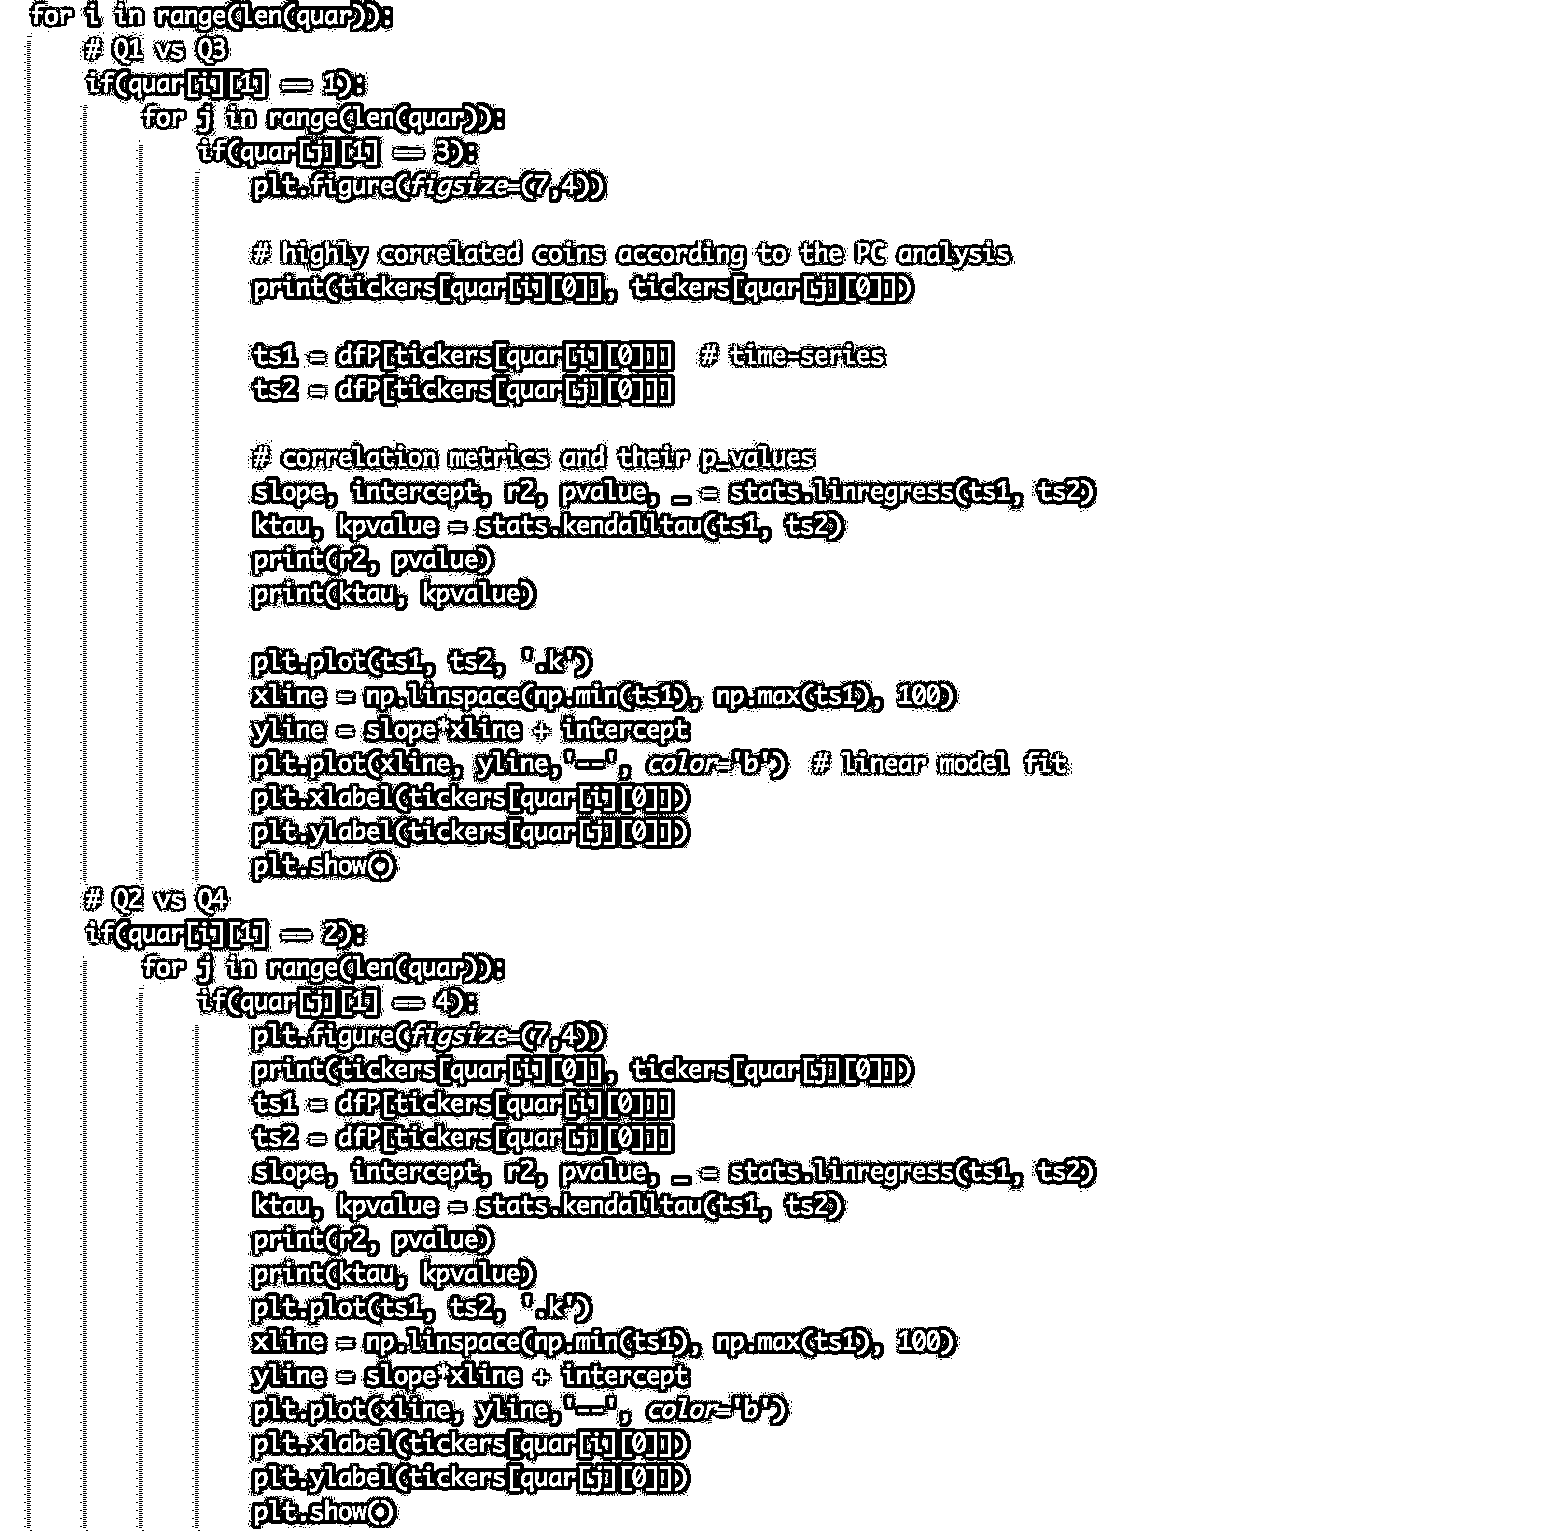 for i in range(len(quar)):
    # Q1 vs Q3
    if(quar[i][1] == 1):
        for j in range(len(quar)):
            if(quar[j][1] == 3):
                plt.figure(figsize=(7,4))

                # highly correlated coins according to the PC analysis
                print(tickers[quar[i][0]], tickers[quar[j][0]])

                ts1 = dfP[tickers[quar[i][0]]]  # time-series
                ts2 = dfP[tickers[quar[j][0]]]

                # correlation metrics and their p_values
                slope, intercept, r2, pvalue, _ = stats.linregress(ts1, ts2)
                ktau, kpvalue = stats.kendalltau(ts1, ts2)
                print(r2, pvalue)
                print(ktau, kpvalue)

                plt.plot(ts1, ts2, '.k')
                xline = np.linspace(np.min(ts1), np.max(ts1), 100)
                yline = slope*xline + intercept
                plt.plot(xline, yline,'--', color='b')  # linear model fit
                plt.xlabel(tickers[quar[i][0]])
                plt.ylabel(tickers[quar[j][0]])
                plt.show()
    # Q2 vs Q4
    if(quar[i][1] == 2):
        for j in range(len(quar)):
            if(quar[j][1] == 4):
                plt.figure(figsize=(7,4))
                print(tickers[quar[i][0]], tickers[quar[j][0]])
                ts1 = dfP[tickers[quar[i][0]]]
                ts2 = dfP[tickers[quar[j][0]]]
                slope, intercept, r2, pvalue, _ = stats.linregress(ts1, ts2)
                ktau, kpvalue = stats.kendalltau(ts1, ts2)
                print(r2, pvalue)
                print(ktau, kpvalue)
                plt.plot(ts1, ts2, '.k')
                xline = np.linspace(np.min(ts1), np.max(ts1), 100)
                yline = slope*xline + intercept
                plt.plot(xline, yline,'--', color='b')
                plt.xlabel(tickers[quar[i][0]])
                plt.ylabel(tickers[quar[j][0]])
                plt.show()